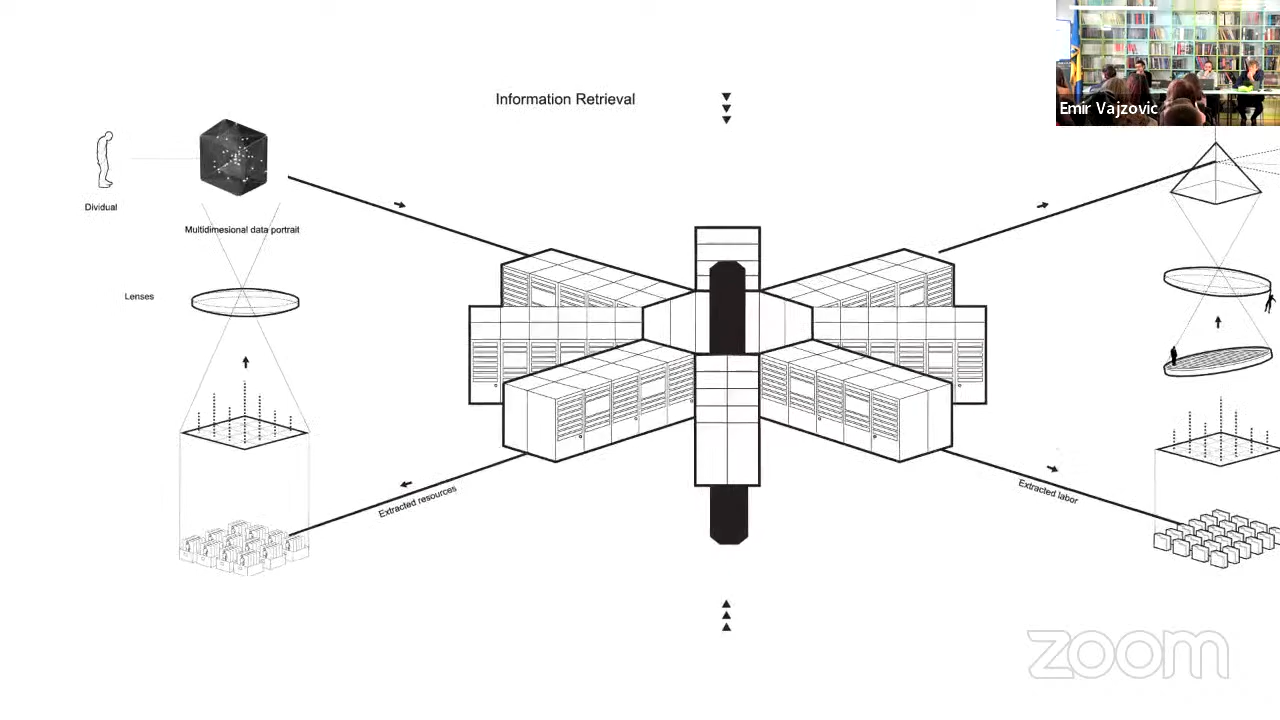 Information Retrieval
Emir Vajzovic
Dividual
Multidimesional data portrait
Lenses
Extracted resources
Extracted labor
zoom